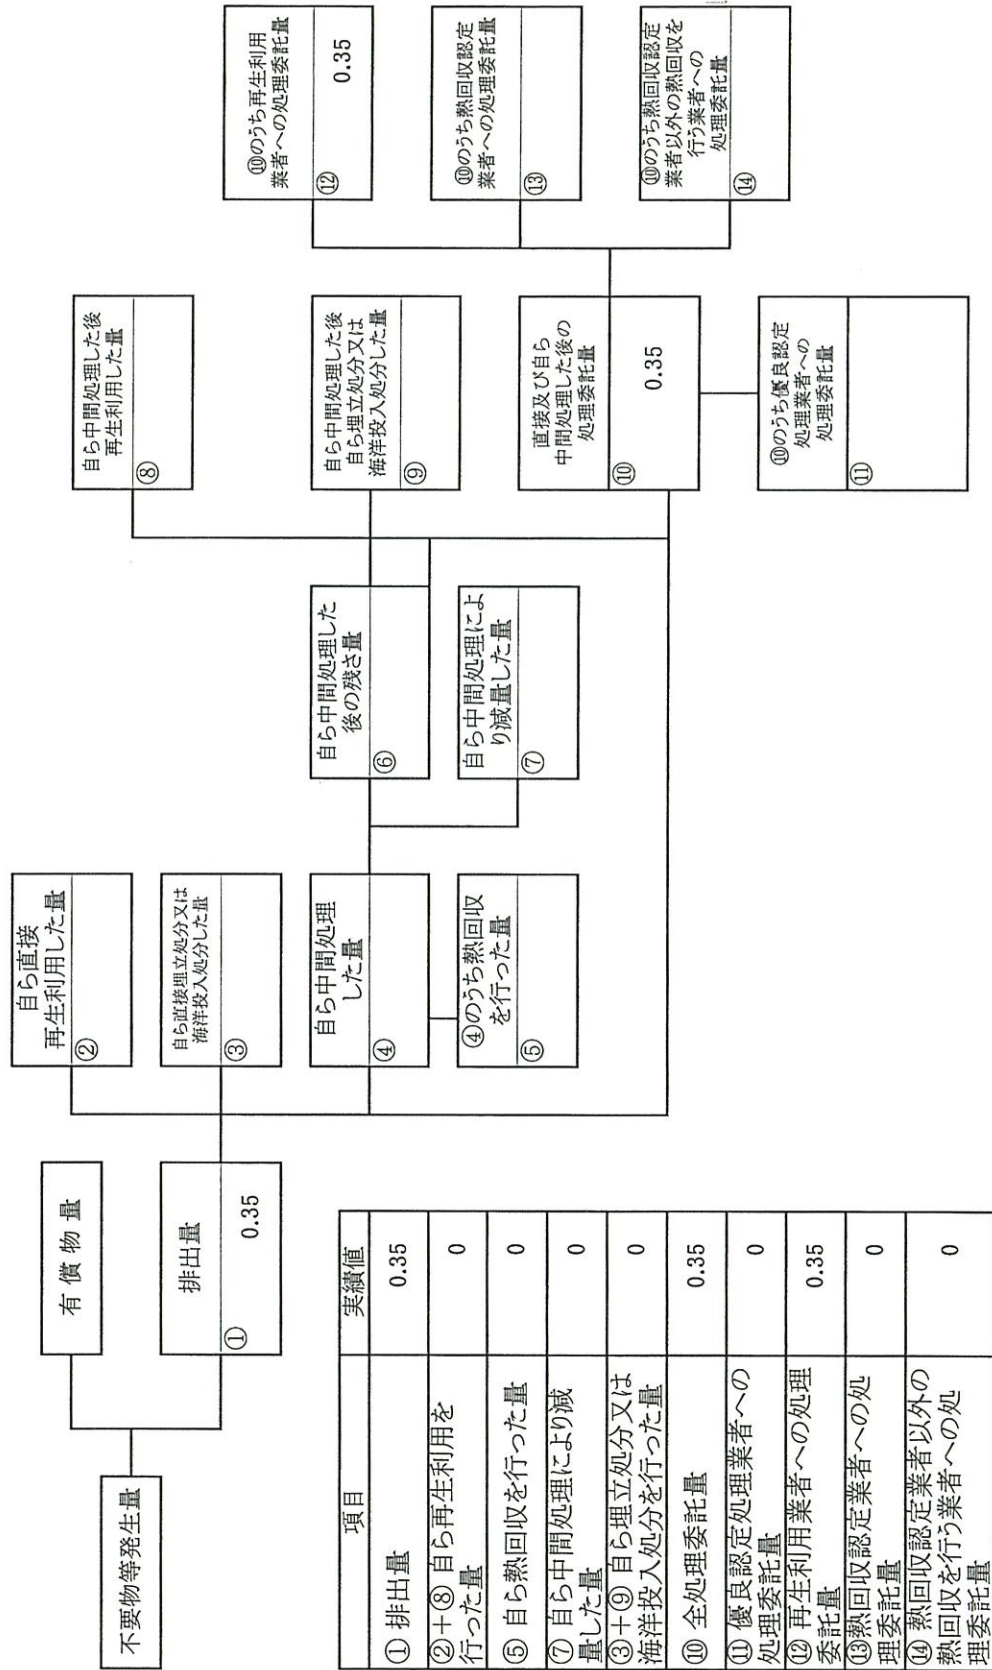 不要物等発生量
有 償 物 量
排出量
①
0.35
自ら直接
再生利用した量
②
自ら直接埋立処分又は
海洋投入処分した量
③
自ら中間処理
した量
④
④のうち熱回収
を行った量
⑤
自ら中間処理した
後の残さ量
⑥
自ら中間処理によ
り減量した量
⑦
自ら中間処理した後
再生利用した量
⑧
自ら中間処理した後
自ら埋立処分又は
海洋投入処分した量
⑨
直接及び自ら
中間処理した後の
処理委託量
⑩
0.35
⑩のうち優良認定
処理業者への
処理委託量
⑪
⑩のうち再生利用
業者への処理委託量
⑫
0.35
⑩のうち熱回収認定
業者への処理委託量
⑬
⑩のうち熱回収認定
業者以外の熱回収を
行う業者への
処理委託量
⑭
項目 実績値
① 排出量 0.35
②+⑧ 自ら再生利用を
行った量 0
⑤ 自ら熱回収を行った量 0
⑦ 自ら中間処理により減
量した量 0
③+⑨ 自ら埋立処分又は
海洋投入処分を行った量 0
⑩ 全処理委託量 0.35
⑪ 優良認定処理業者への
処理委託量 0
⑫ 再生利用業者への処理
委託量 0.35
⑬熱回収認定業者への処
理委託量 0
⑭ 熱回収認定業者以外の
熱回収を行う業者への処
理委託量 0